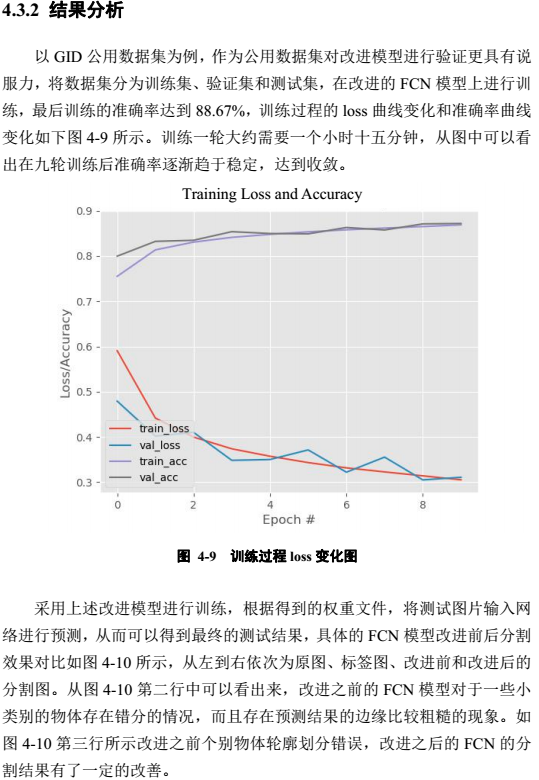 4.3.2 结果分析
以 GID 公用数据集为例，作为公用数据集对改进模型进行验证更具有说
服力，将数据集分为训练集、验证集和测试集，在改进的 FCN 模型上进行训
练，最后训练的准确率达到 88.67%，训练过程的 loss 曲线变化和准确率曲线
变化如下图 4-9 所示。训练一轮大约需要一个小时十五分钟，从图中可以看
出在九轮训练后准确率逐渐趋于稳定，达到收敛。
Training Loss and Accuracy
0.9
0.8
0.7
0.6
0.5
0.4
0.3
Loss/Accuracy
train_loss
val_loss
train_acc
val_acc
0 2 4 6 8
Epoch #
图 4-9 训练过程 loss 变化图
采用上述改进模型进行训练，根据得到的权重文件，将测试图片输入网
络进行预测，从而可以得到最终的测试结果，具体的 FCN 模型改进前后分割
效果对比如图 4-10 所示，从左到右依次为原图、标签图、改进前和改进后的
分割图。从图 4-10 第二行中可以看出来，改进之前的 FCN 模型对于一些小
类别的物体存在错分的情况，而且存在预测结果的边缘比较粗糙的现象。如
图 4-10 第三行所示改进之前个别物体轮廓划分错误，改进之后的 FCN 的分
割结果有了一定的改善。